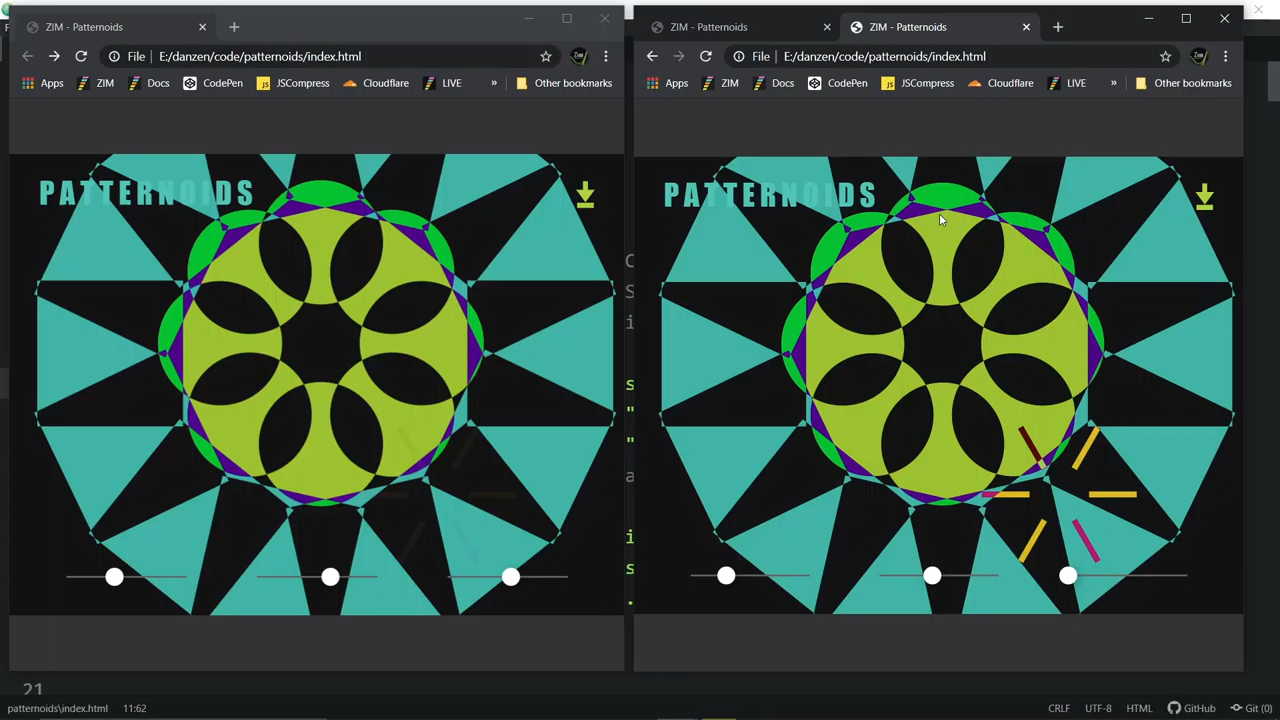 ZIM - Patternoids
ZIM - Patternoids
ZIM - Patternoids
File
E:/danzen/code/patternoids/index.html
File
E:/danzen/code/patternoids/index.html
Apps ZIM Docs CodePen JSCompress Cloudflare LIVE » Other bookmarks
Apps ZIM Docs CodePen JSCompress Cloudflare LIVE » Other bookmarks
PATTERNOIDS
PATTERNOIDS
21
patternoids\index.html 11:62 CRLF UTF-8 HTML GitHub Git (0)